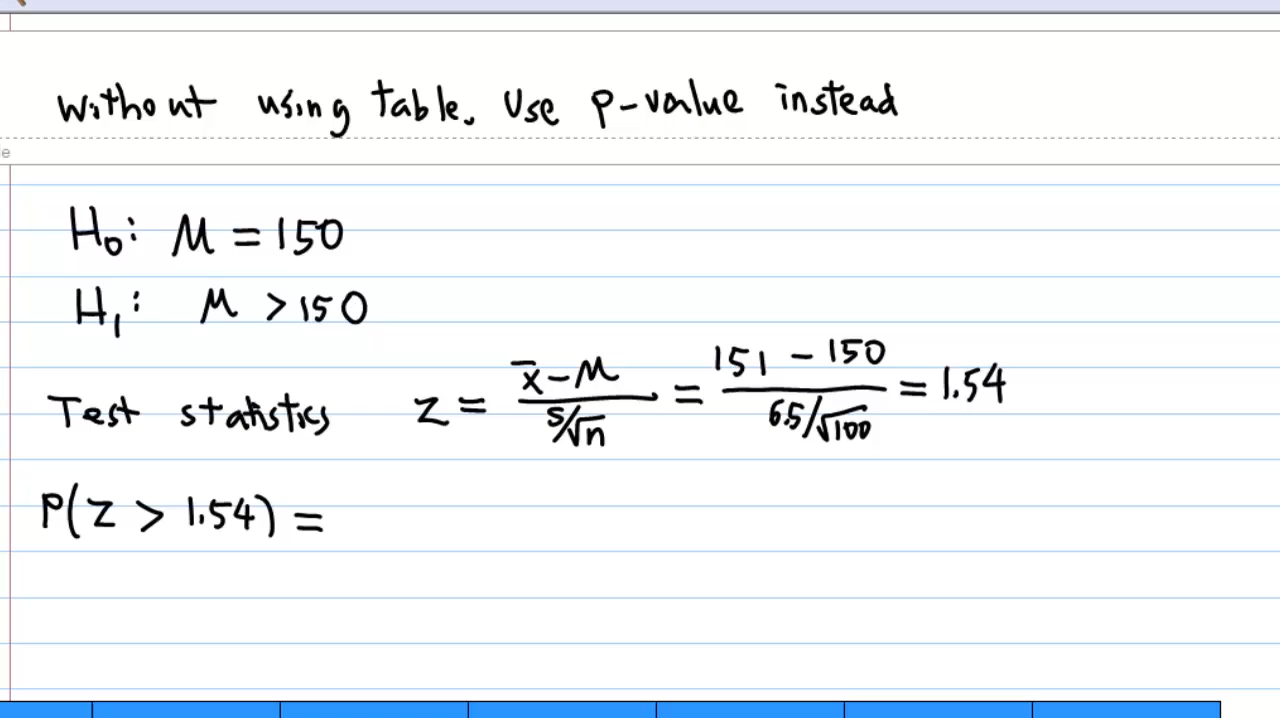 Without using table. Use p-value instead
le
H₀: μ = 150
H₁: μ > 150
Test statistics z = (x̄ - μ)/(s/√n) = (151 - 150)/(6.5/√100) = 1.54
P(Z > 1.54) =